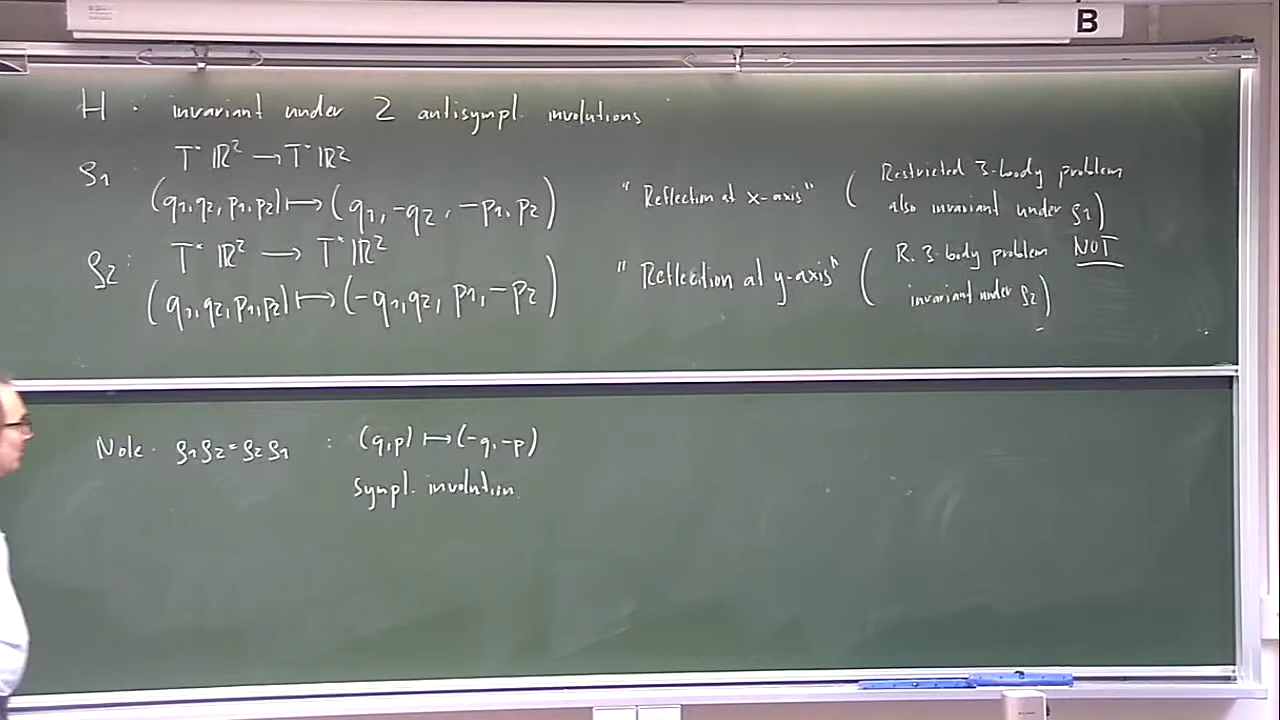 B
H · invariant under 2 antisympl. involutions
ρ1 : T* ℝ² → T* ℝ²
(q1, q2, p1, p2) ↦ (q1, -q2, -p1, p2)
"Reflection at x-axis" ( Restricted 3-body problem
also invariant under ρ1 )
ρ2 : T* ℝ² → T* ℝ²
(q1, q2, p1, p2) ↦ (-q1, q2, p1, -p2)
"Reflection at y-axis" ( R. 3-body problem NOT
invariant under ρ2 )
Note · ρ1ρ2 = ρ2ρ1 : (q, p) ↦ (-q, -p)
sympl. involution